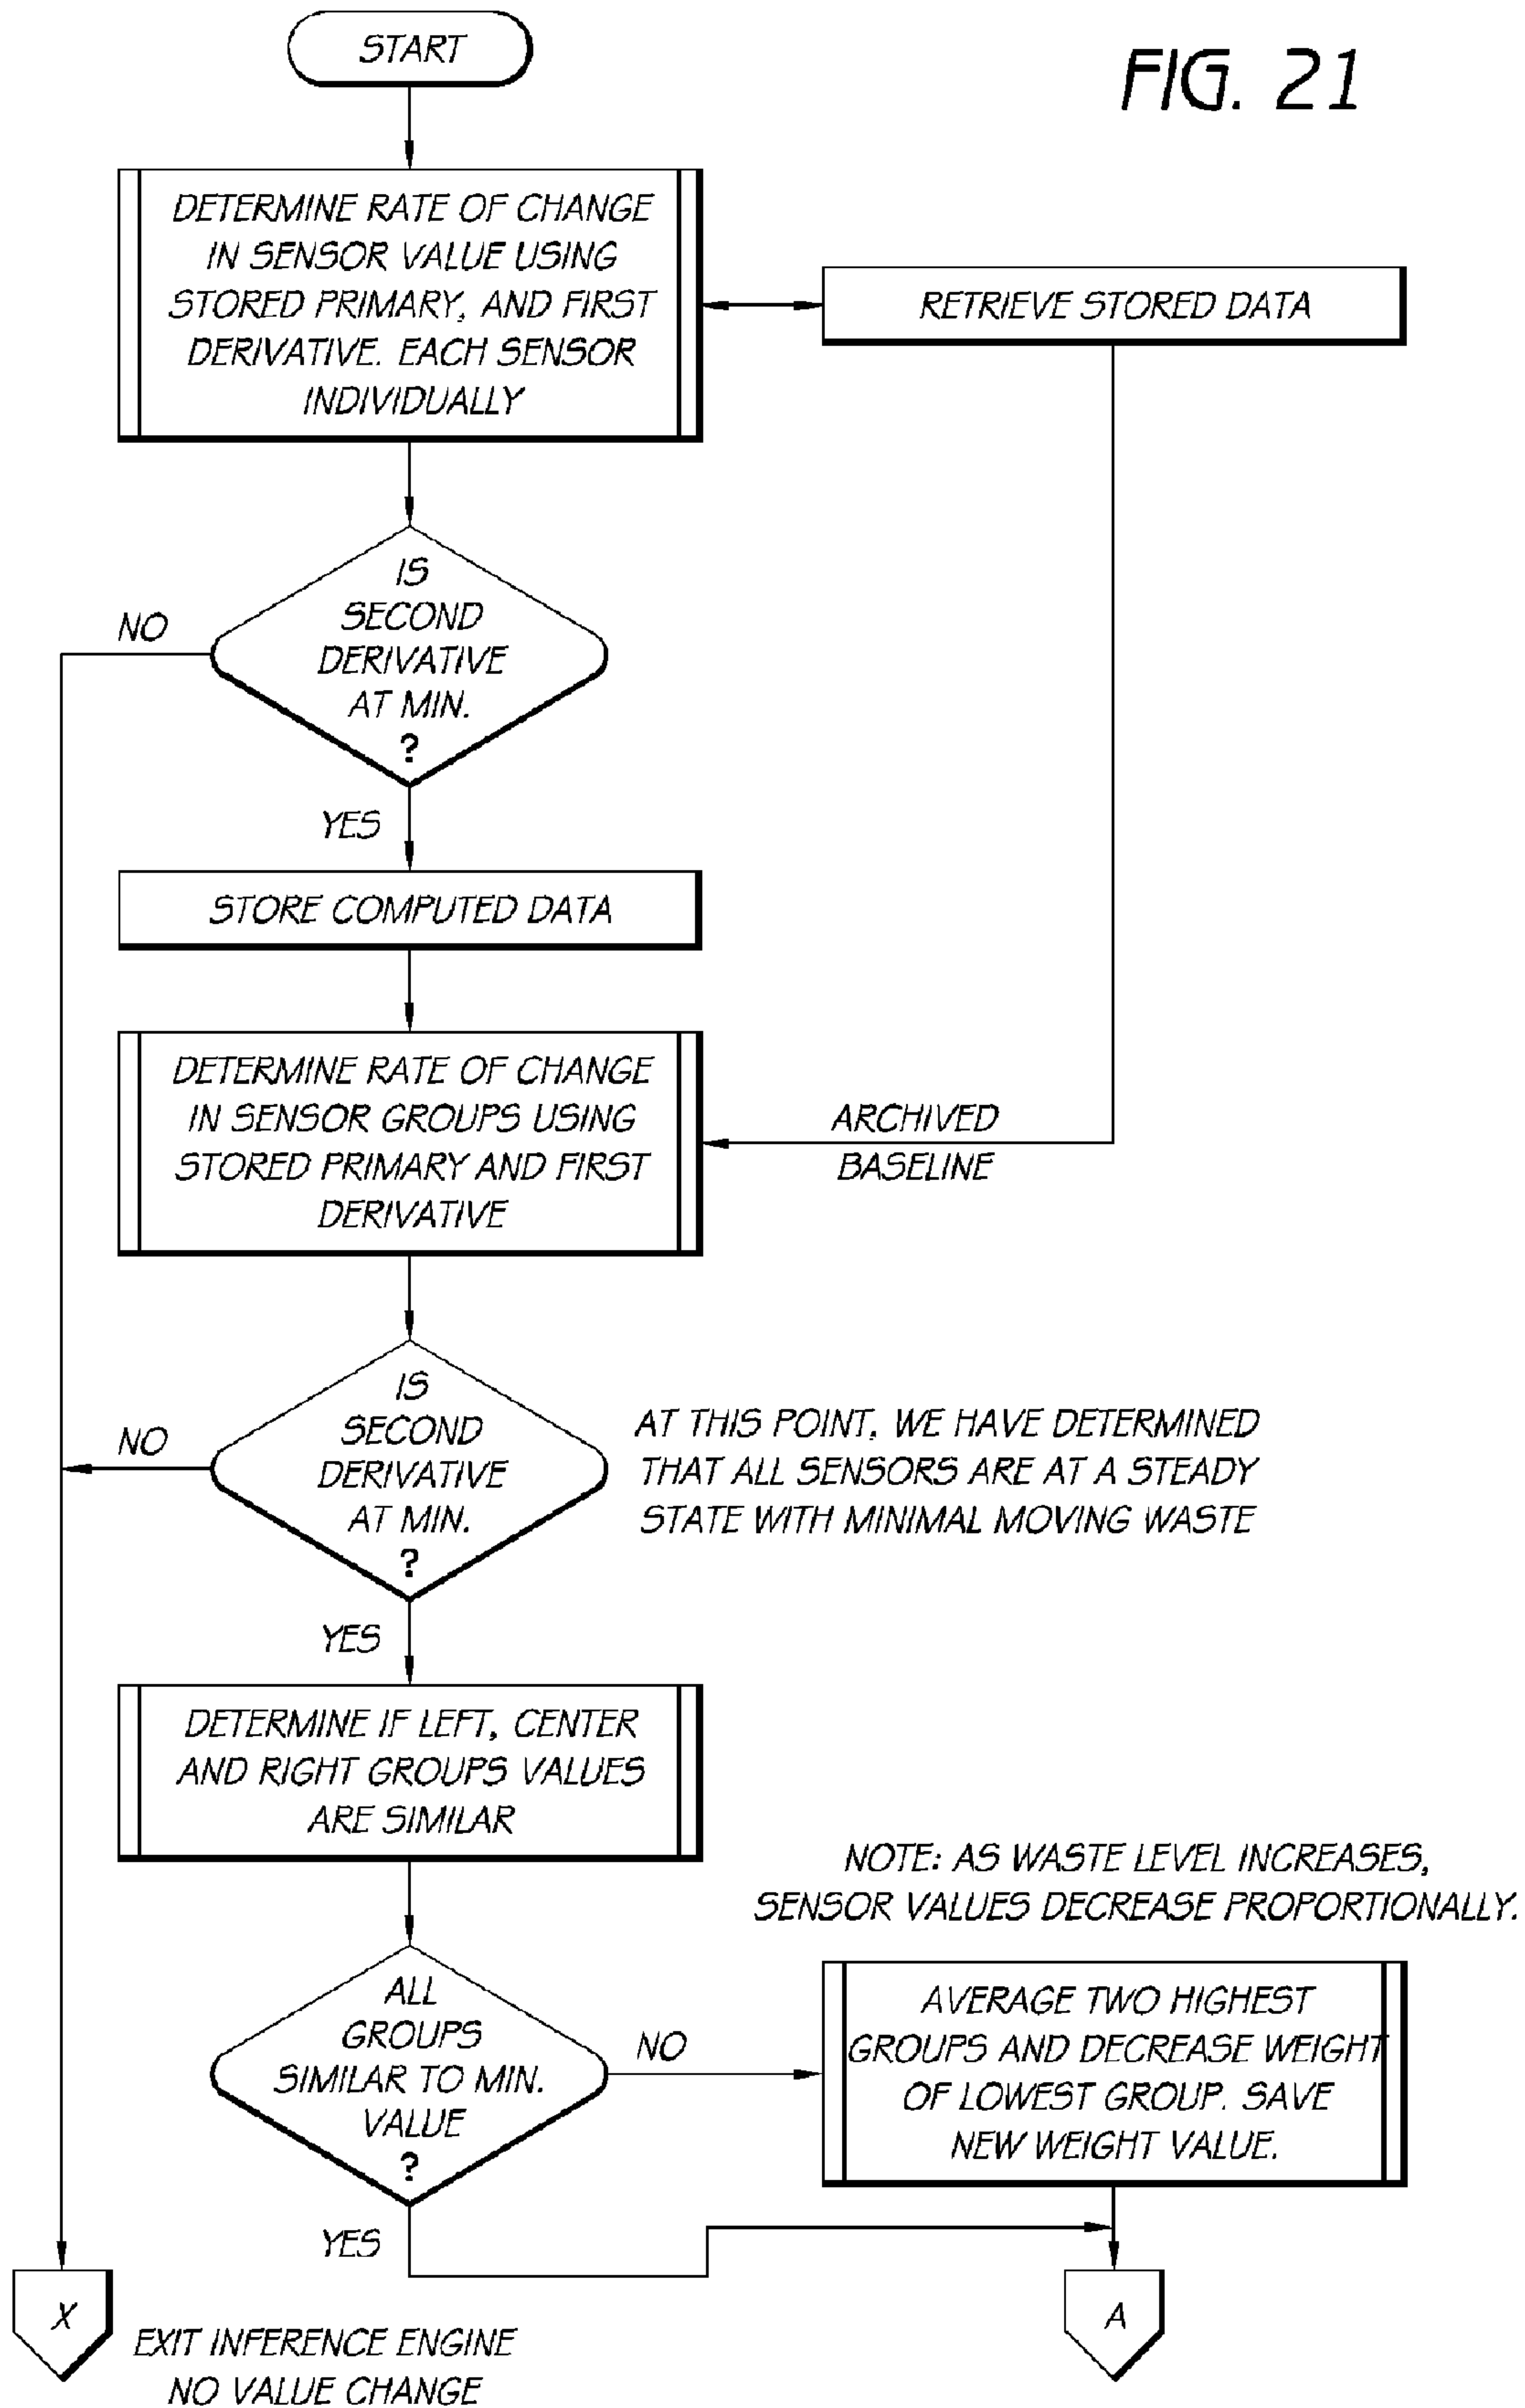 START
FIG. 21
DETERMINE RATE OF CHANGE
IN SENSOR VALUE USING
STORED PRIMARY, AND FIRST
DERIVATIVE. EACH SENSOR
INDIVIDUALLY
RETRIEVE STORED DATA
IS
SECOND
DERIVATIVE
AT MIN.
?
NO
YES
STORE COMPUTED DATA
DETERMINE RATE OF CHANGE
IN SENSOR GROUPS USING
STORED PRIMARY AND FIRST
DERIVATIVE
ARCHIVED
BASELINE
IS
SECOND
DERIVATIVE
AT MIN.
?
NO
AT THIS POINT, WE HAVE DETERMINED
THAT ALL SENSORS ARE AT A STEADY
STATE WITH MINIMAL MOVING WASTE
YES
DETERMINE IF LEFT, CENTER
AND RIGHT GROUPS VALUES
ARE SIMILAR
NOTE: AS WASTE LEVEL INCREASES,
SENSOR VALUES DECREASE PROPORTIONALLY.
ALL
GROUPS
SIMILAR TO MIN.
VALUE
?
NO
AVERAGE TWO HIGHEST
GROUPS AND DECREASE WEIGHT
OF LOWEST GROUP. SAVE
NEW WEIGHT VALUE.
YES
X
EXIT INFERENCE ENGINE
NO VALUE CHANGE
A